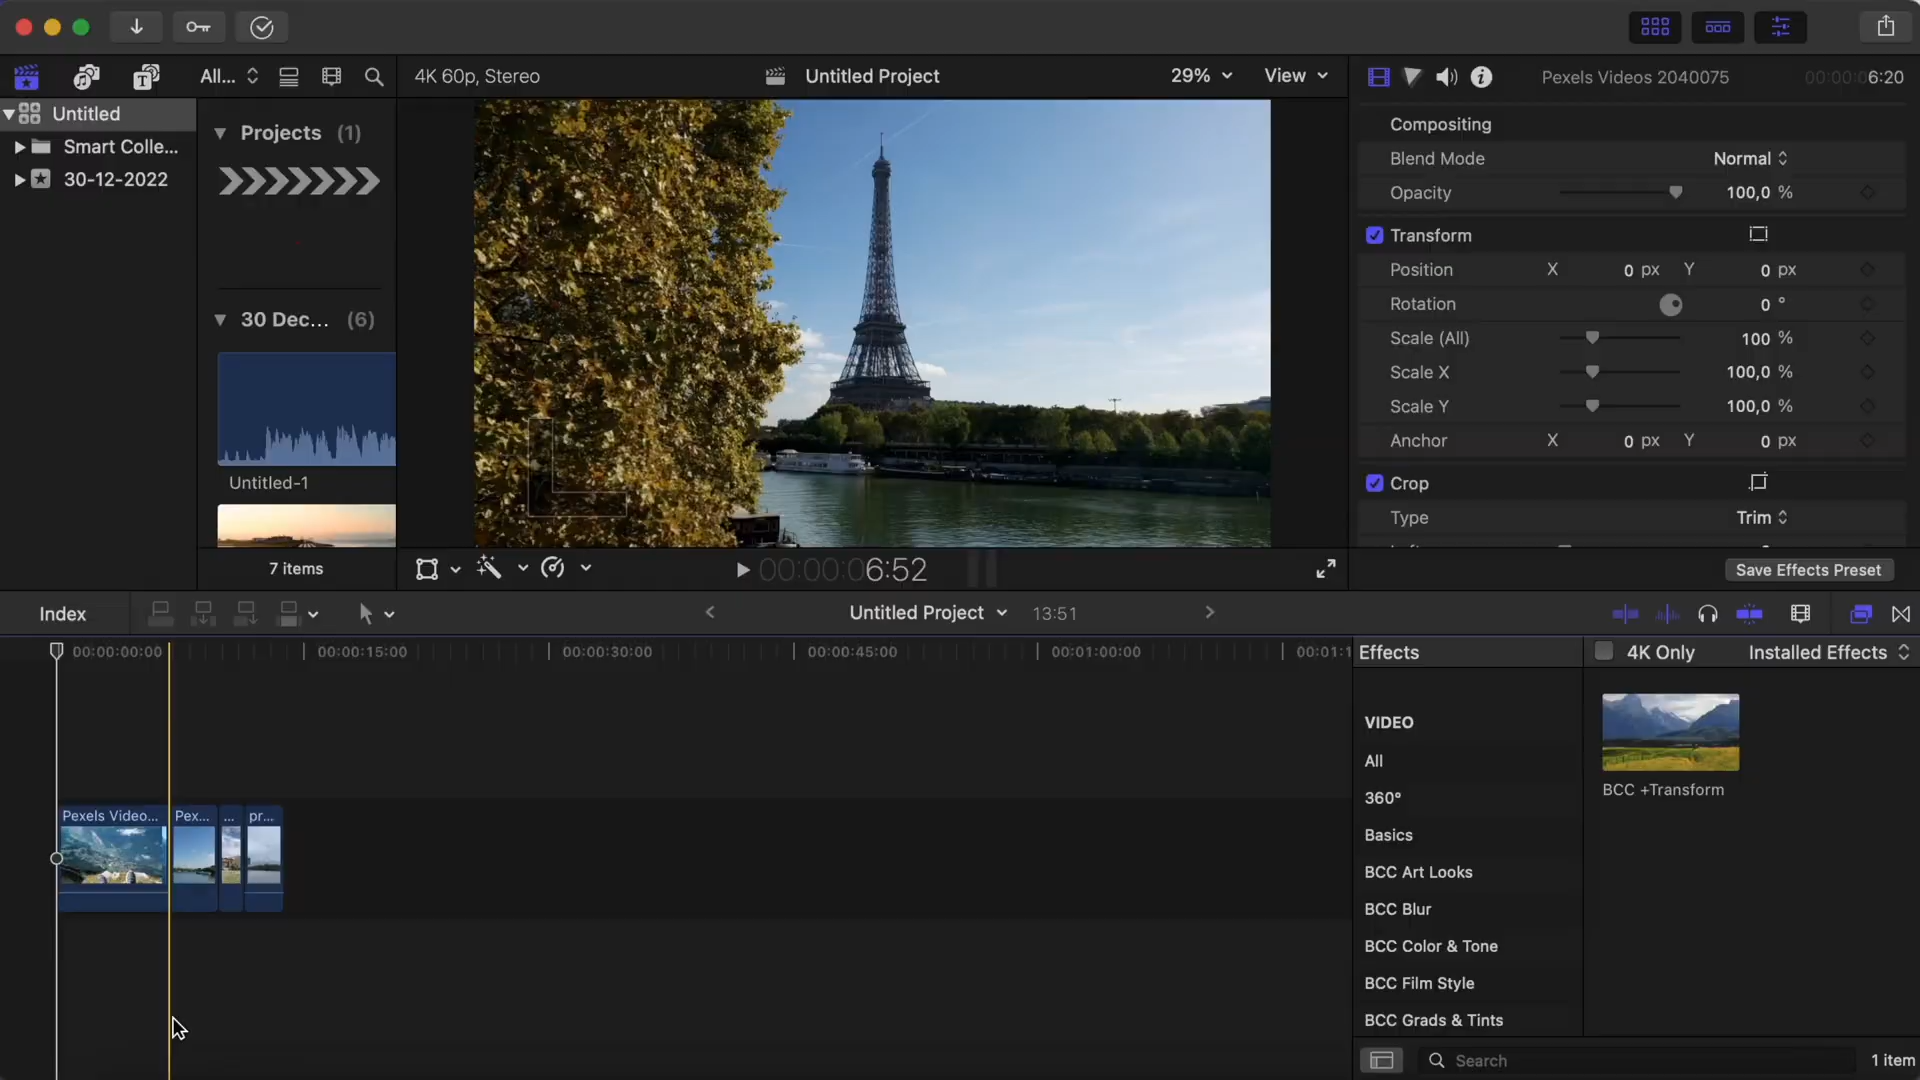 All...
4K 60p, Stereo
Untitled Project
29%
View
Pexels Videos 2040075
00:00:06:20
Untitled
Smart Colle...
30-12-2022
Projects (1)
30 Dec... (6)
Untitled-1
7 items
Compositing
Blend Mode Normal
Opacity 100,0 %
Transform
Position X 0 px Y 0 px
Rotation 0 °
Scale (All) 100 %
Scale X 100,0 %
Scale Y 100,0 %
Anchor X 0 px Y 0 px
Crop
Type Trim
Save Effects Preset
00:00:06:52
Index
Untitled Project 13:51
00:00:00:00 00:00:15:00 00:00:30:00 00:00:45:00 00:01:00:00 00:01:1
Pexels Video... Pex... ... pr...
Effects
4K Only
Installed Effects
VIDEO
All
360°
Basics
BCC Art Looks
BCC Blur
BCC Color & Tone
BCC Film Style
BCC Grads & Tints
BCC +Transform
Search
1 item